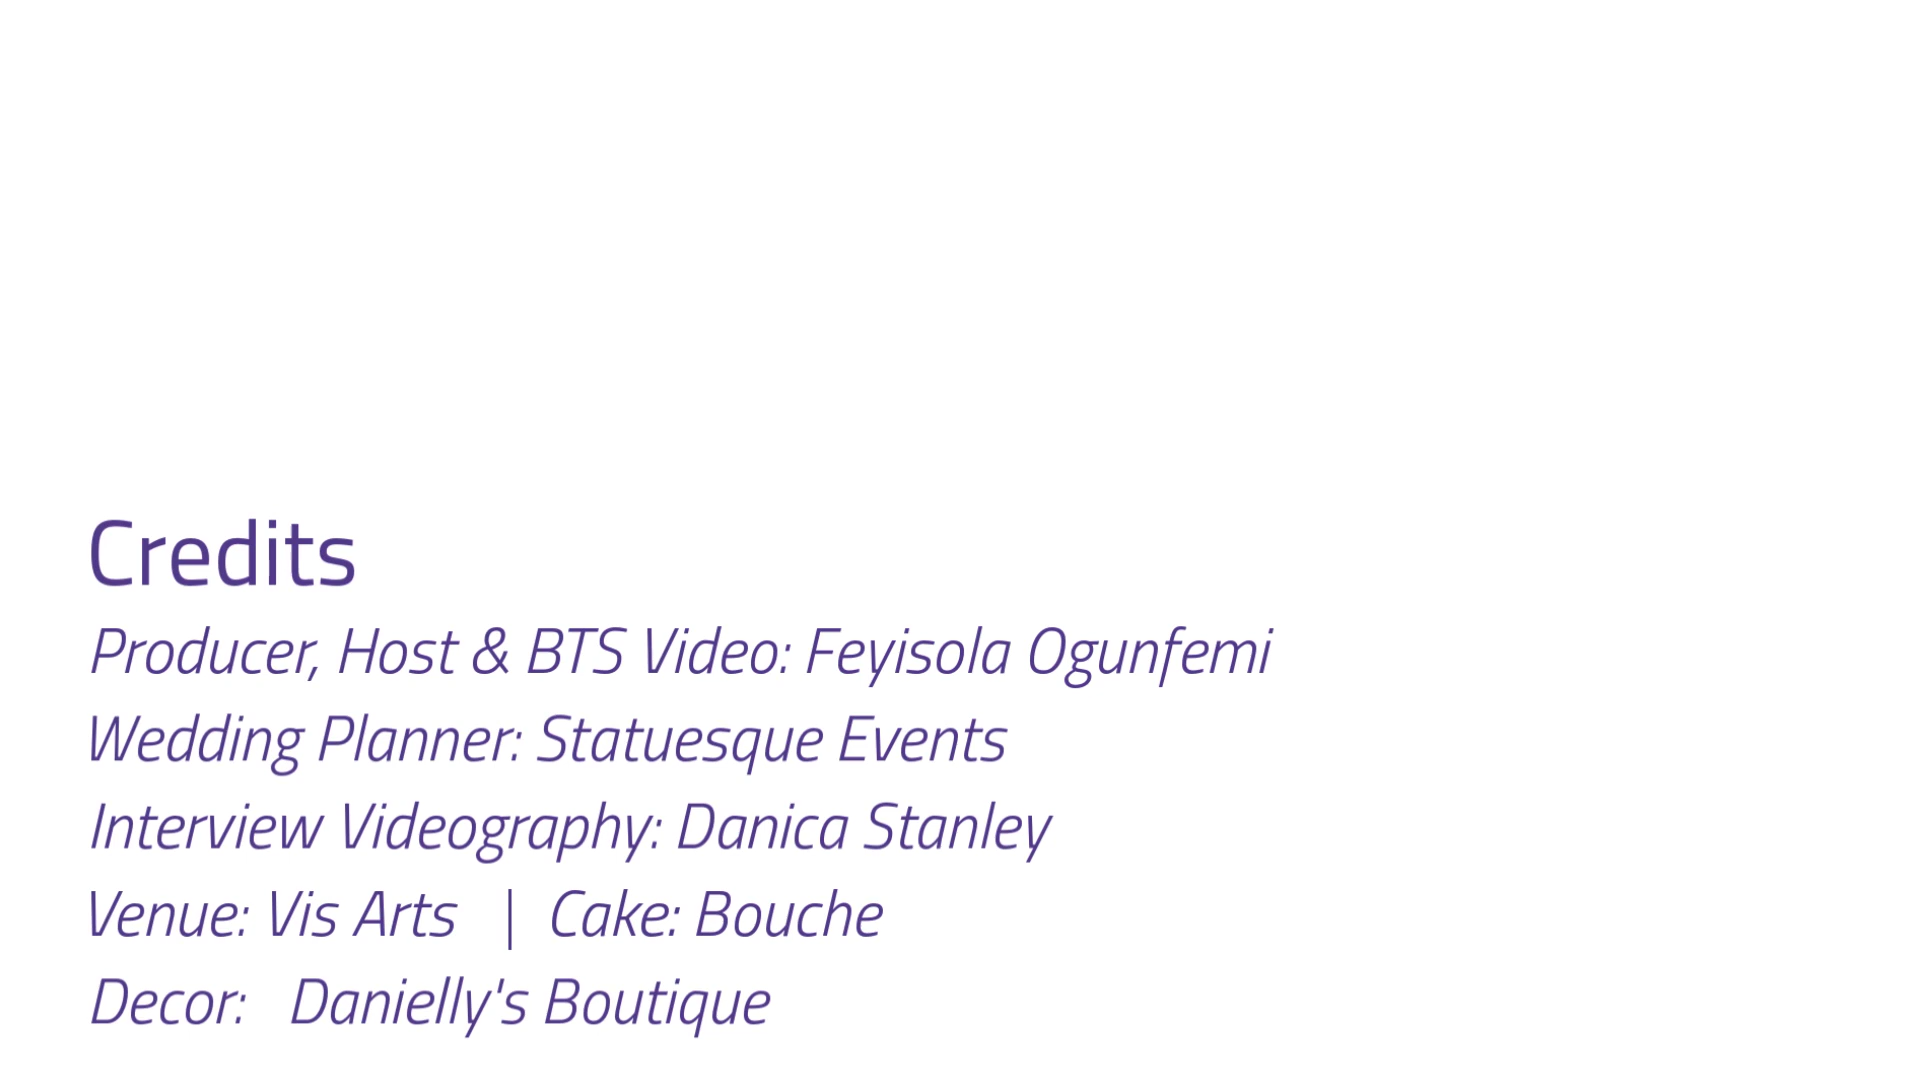 Credits
Producer, Host & BTS Video: Feyisola Ogunfemi
Wedding Planner: Statuesque Events
Interview Videography: Danica Stanley
Venue: Vis Arts | Cake: Bouche
Decor: Danielly's Boutique